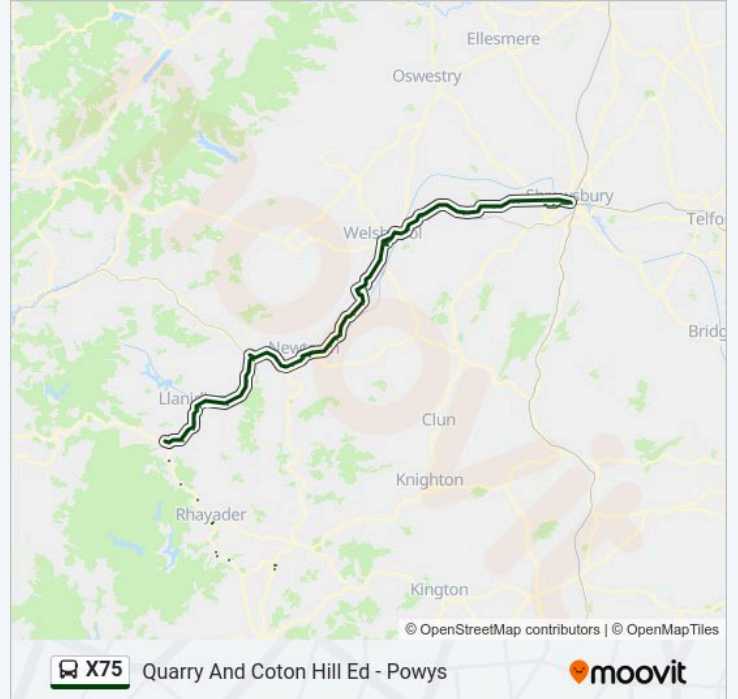 Ellesmere
Oswestry
Shrewsbury
Telfo
Welshpool
Bridg
Newtown
Llanidl
Clun
Knighton
Rhayader
Kington
© OpenStreetMap contributors | © OpenMapTiles
X75 Quarry And Coton Hill Ed - Powys moovit